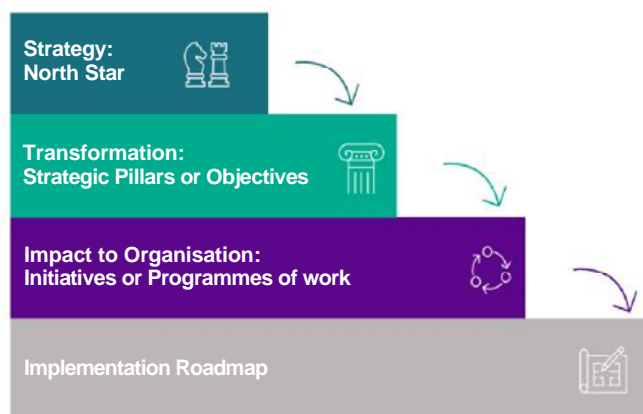 Strategy:
North Star
Transformation:
Strategic Pillars or Objectives
Impact to Organisation:
Initiatives or Programmes of work
Implementation Roadmap